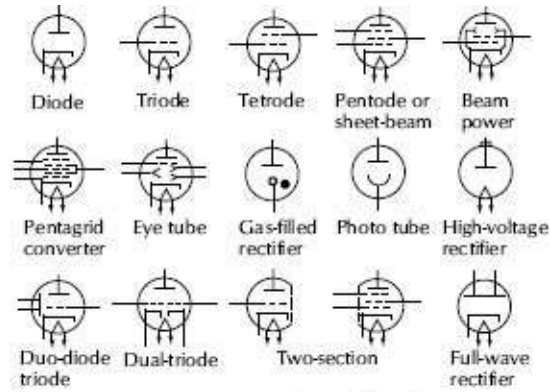 Diode
Triode
Tetrode
Pentode or
sheet-beam
Beam
power
Pentagrid
converter
Eye tube
Gas-filled
rectifier
Photo tube
High-voltage
rectifier
Duo-diode
triode
Dual-triode
Two-section
Full-wave
rectifier